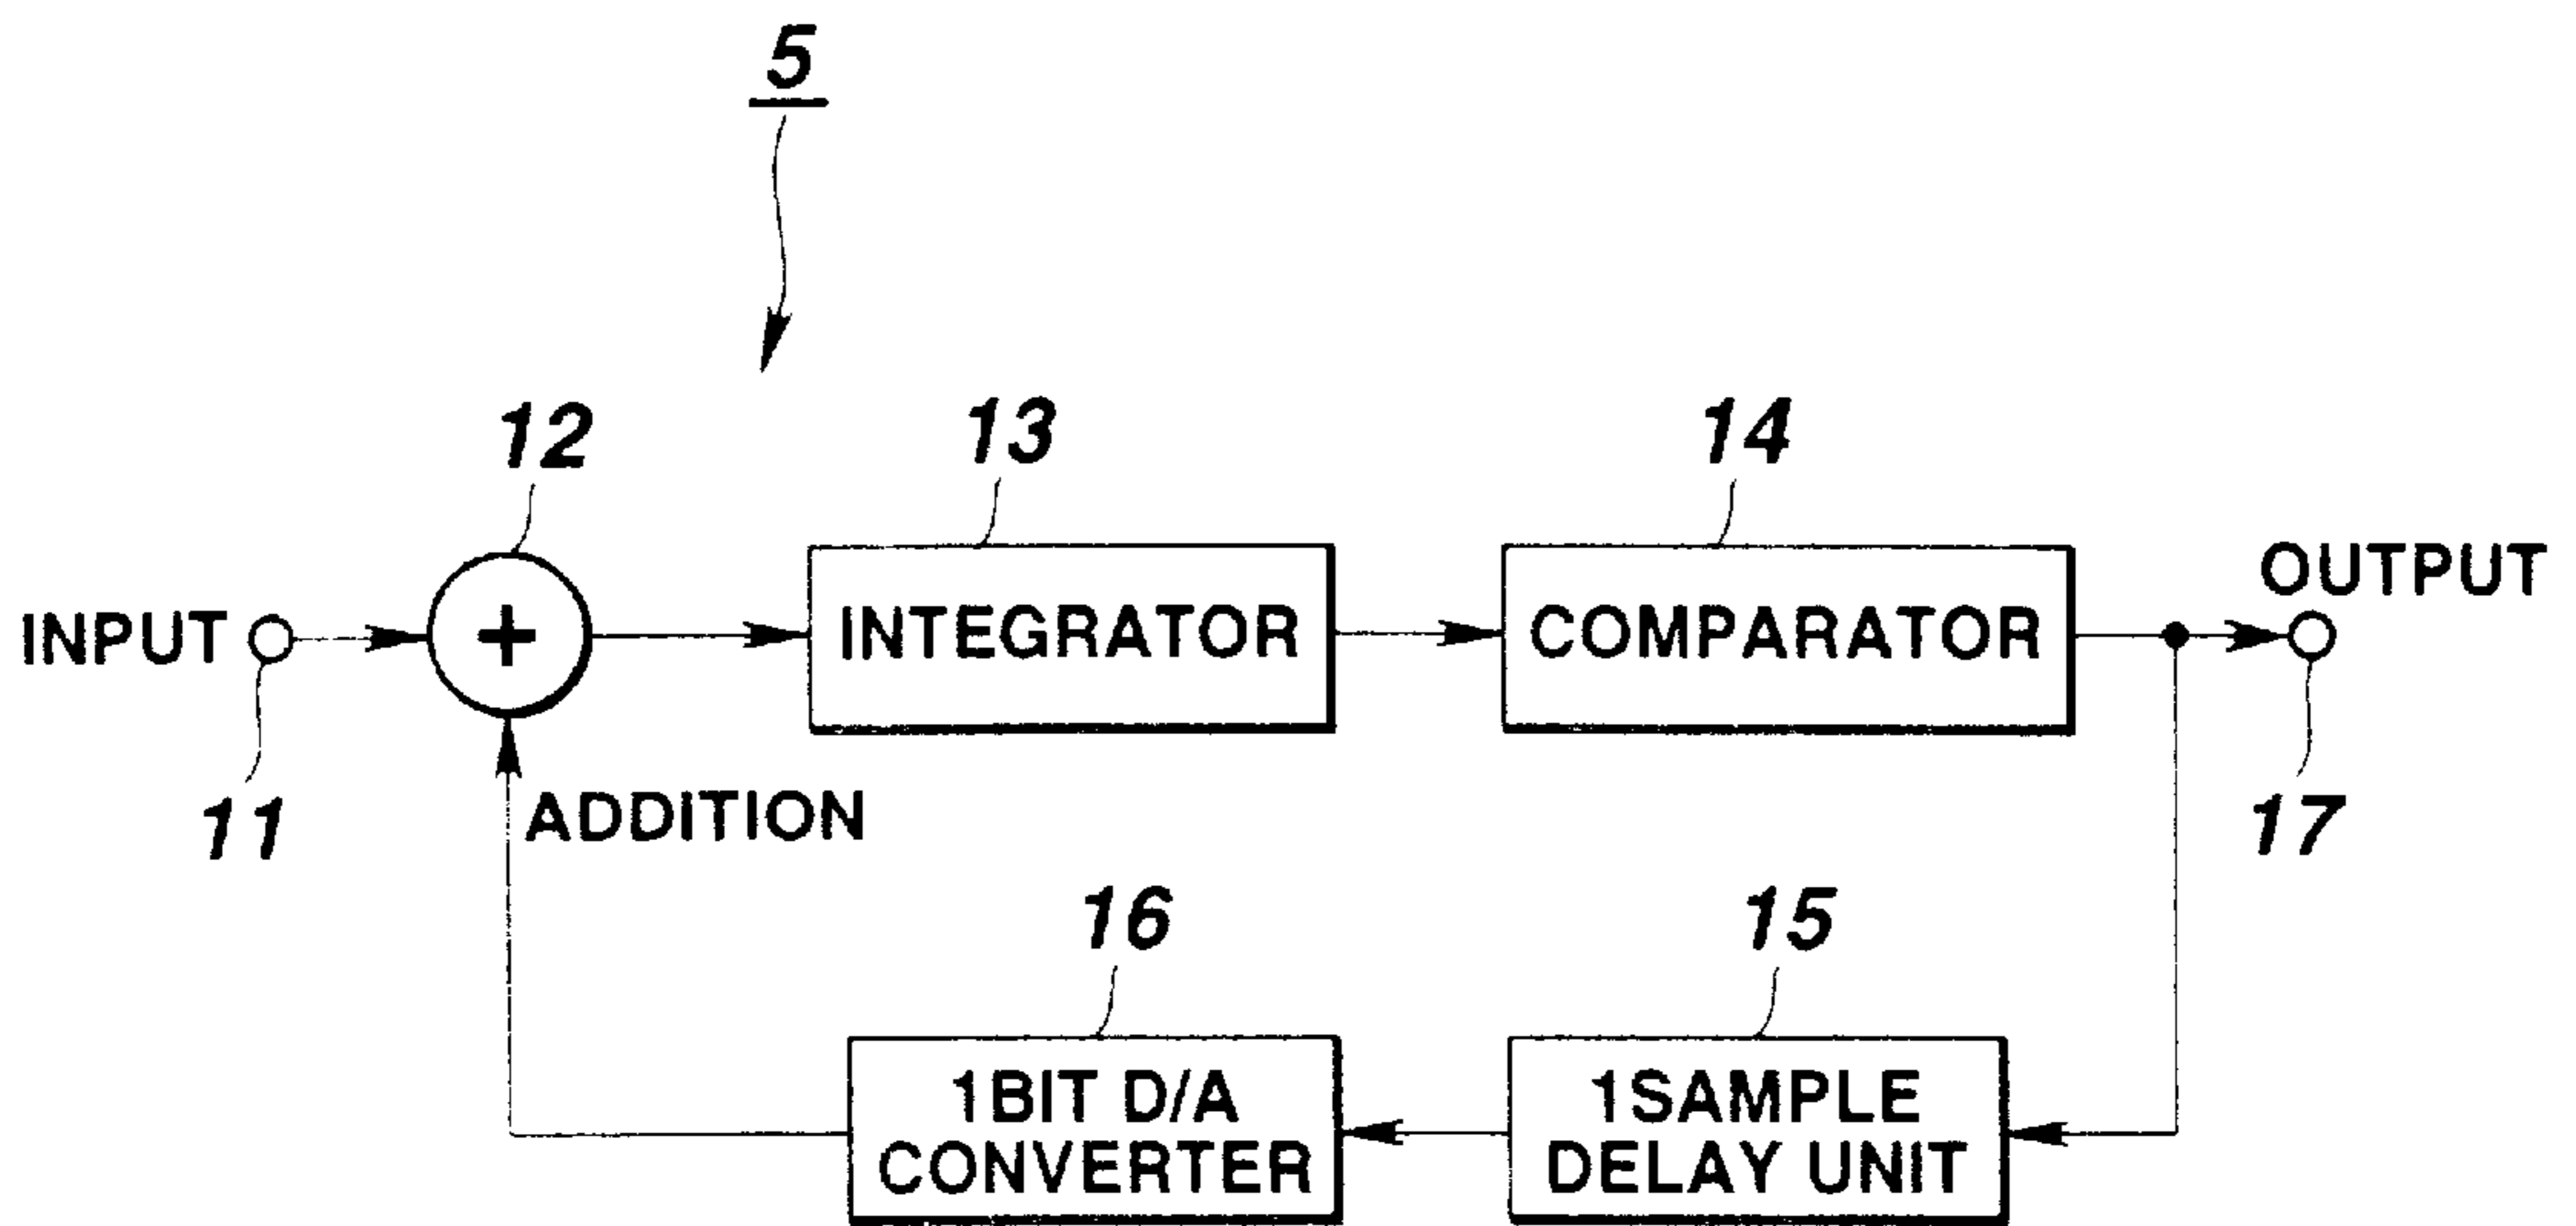 5
12
13
14
INPUT
+
INTEGRATOR
COMPARATOR
OUTPUT
11
ADDITION
17
16
15
1BIT D/A
CONVERTER
1SAMPLE
DELAY UNIT